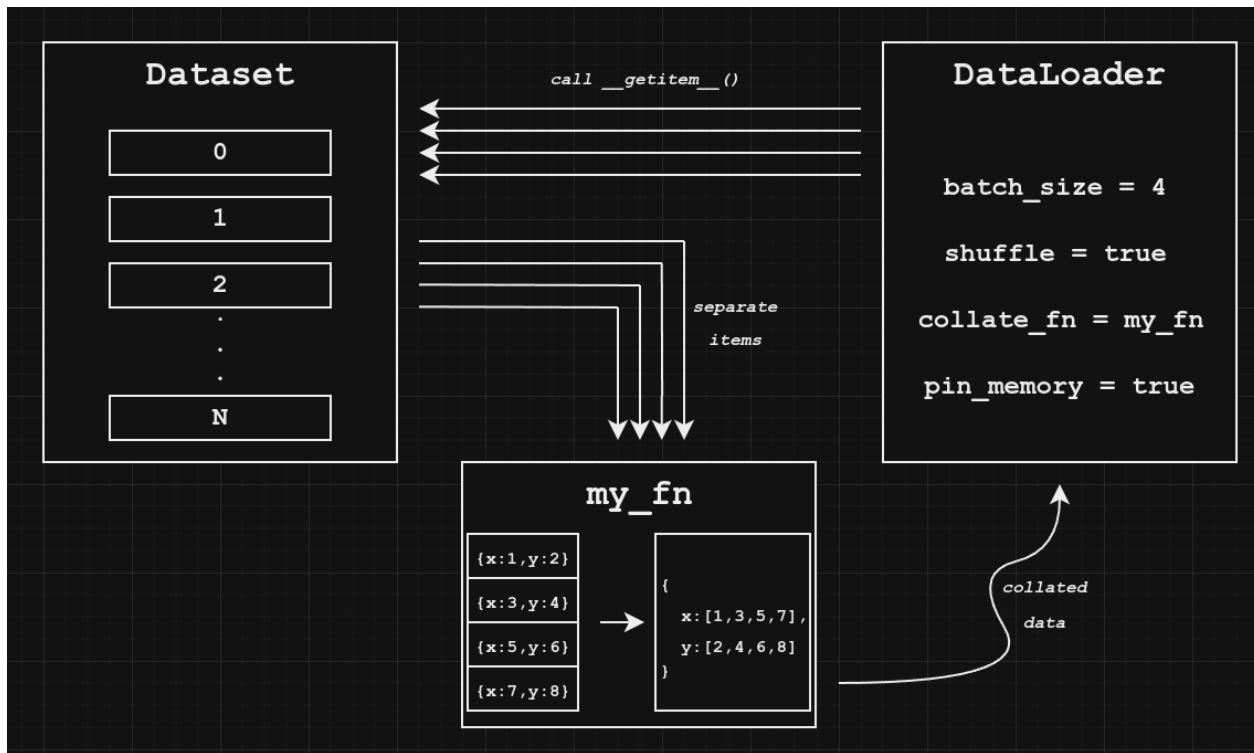 Dataset
0
1
2
.
.
.
N
call __getitem__()
DataLoader
batch_size = 4
shuffle = true
collate_fn = my_fn
pin_memory = true
separate
items
my_fn
{x:1,y:2}
{x:3,y:4}
{x:5,y:6}
{x:7,y:8}
{
x:[1,3,5,7],
y:[2,4,6,8]
}
collated
data